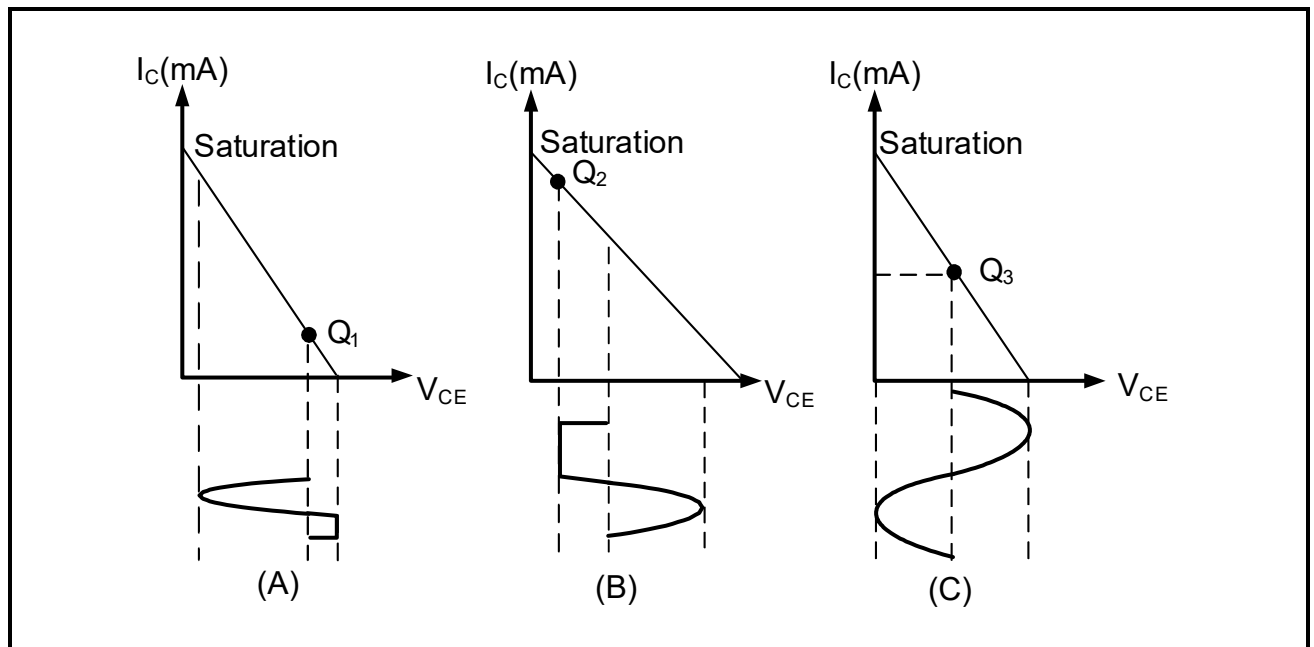 I_C(mA)
Saturation
Q_1
V_CE
(A)
I_C(mA)
Saturation
Q_2
V_CE
(B)
I_C(mA)
Saturation
Q_3
V_CE
(C)